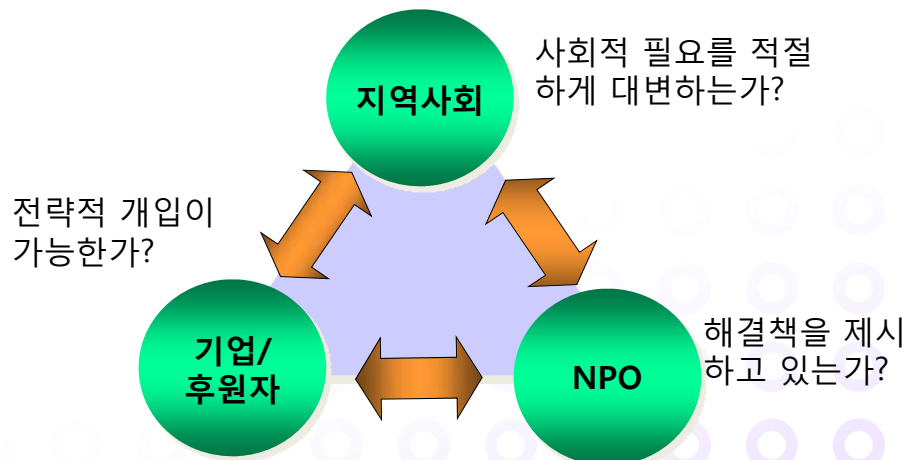 지역사회
사회적 필요를 적절
하게 대변하는가?
전략적 개입이
가능한가?
기업/
후원자
NPO
해결책을 제시
하고 있는가?